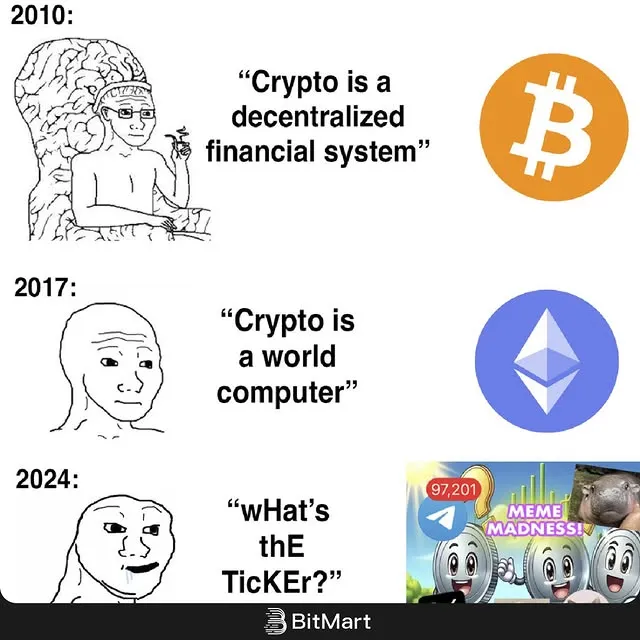 2010:
“Crypto is a
decentralized
financial system”
2017:
“Crypto is
a world
computer”
2024:
“wHat’s
thE
TicKEr?”
97,201
MEME
MADNESS!
BitMart